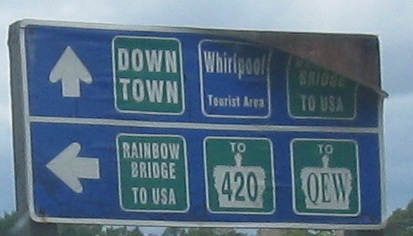 DOWN
TOWN
Whirlpool
Tourist Area
BRIDGE
TO USA
RAINBOW
BRIDGE
TO USA
TO
420
TO
QEW